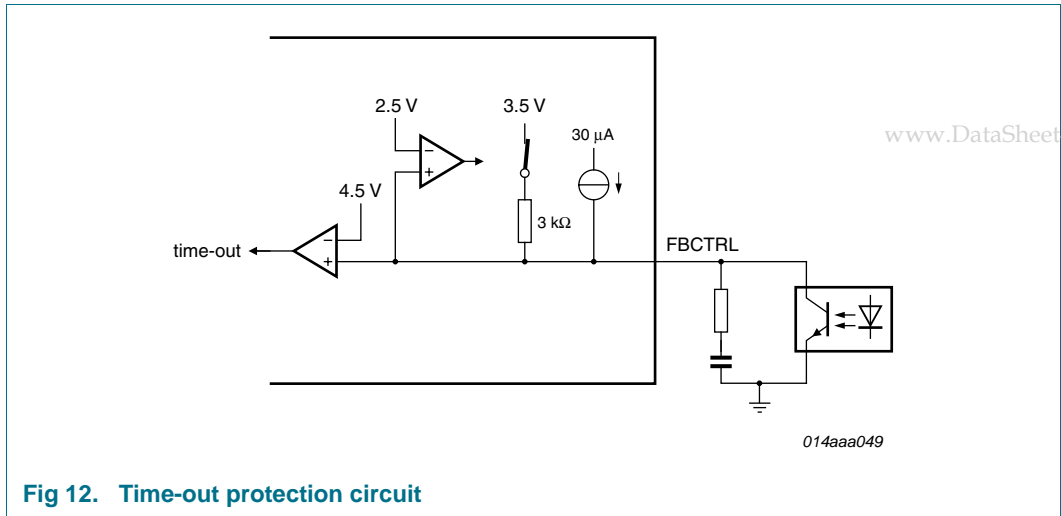 2.5 V
3.5 V
30 μA
www.DataSheet
4.5 V
3 kΩ
time-out
FBCTRL
014aaa049
Fig 12. Time-out protection circuit